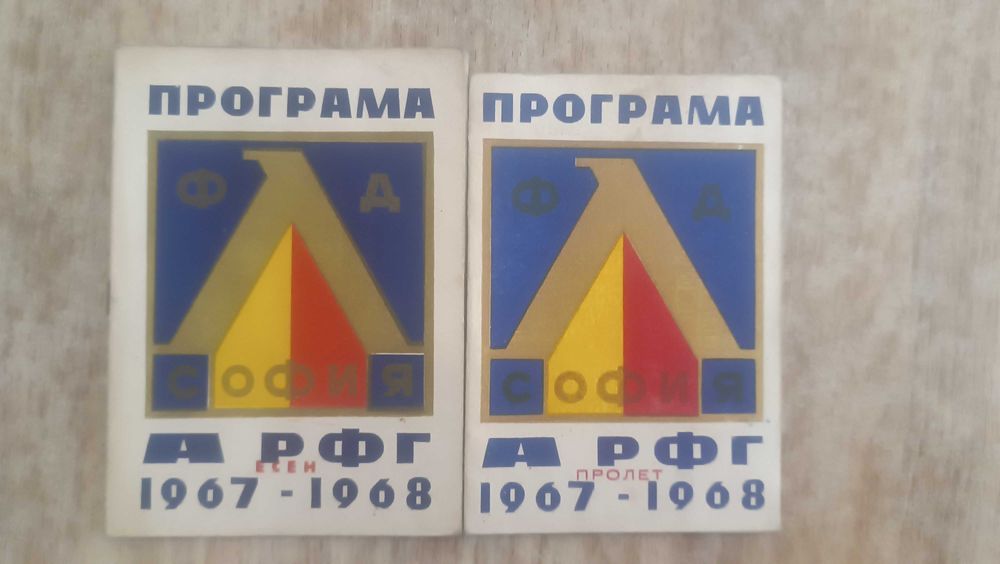 ПРОГРАМА
Ф Д
СОФИЯ
А РФГ
ЕСЕН
1967 - 1968
ПРОГРАМА
Ф Д
СОФИЯ
А РФГ
ПРОЛЕТ
1967 - 1968